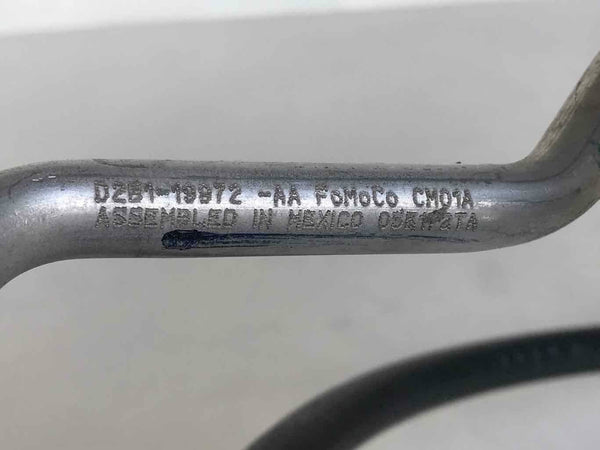 D2B1-19972 -AA FoMoCo CM01A
ASSEMBLED IN MEXICO